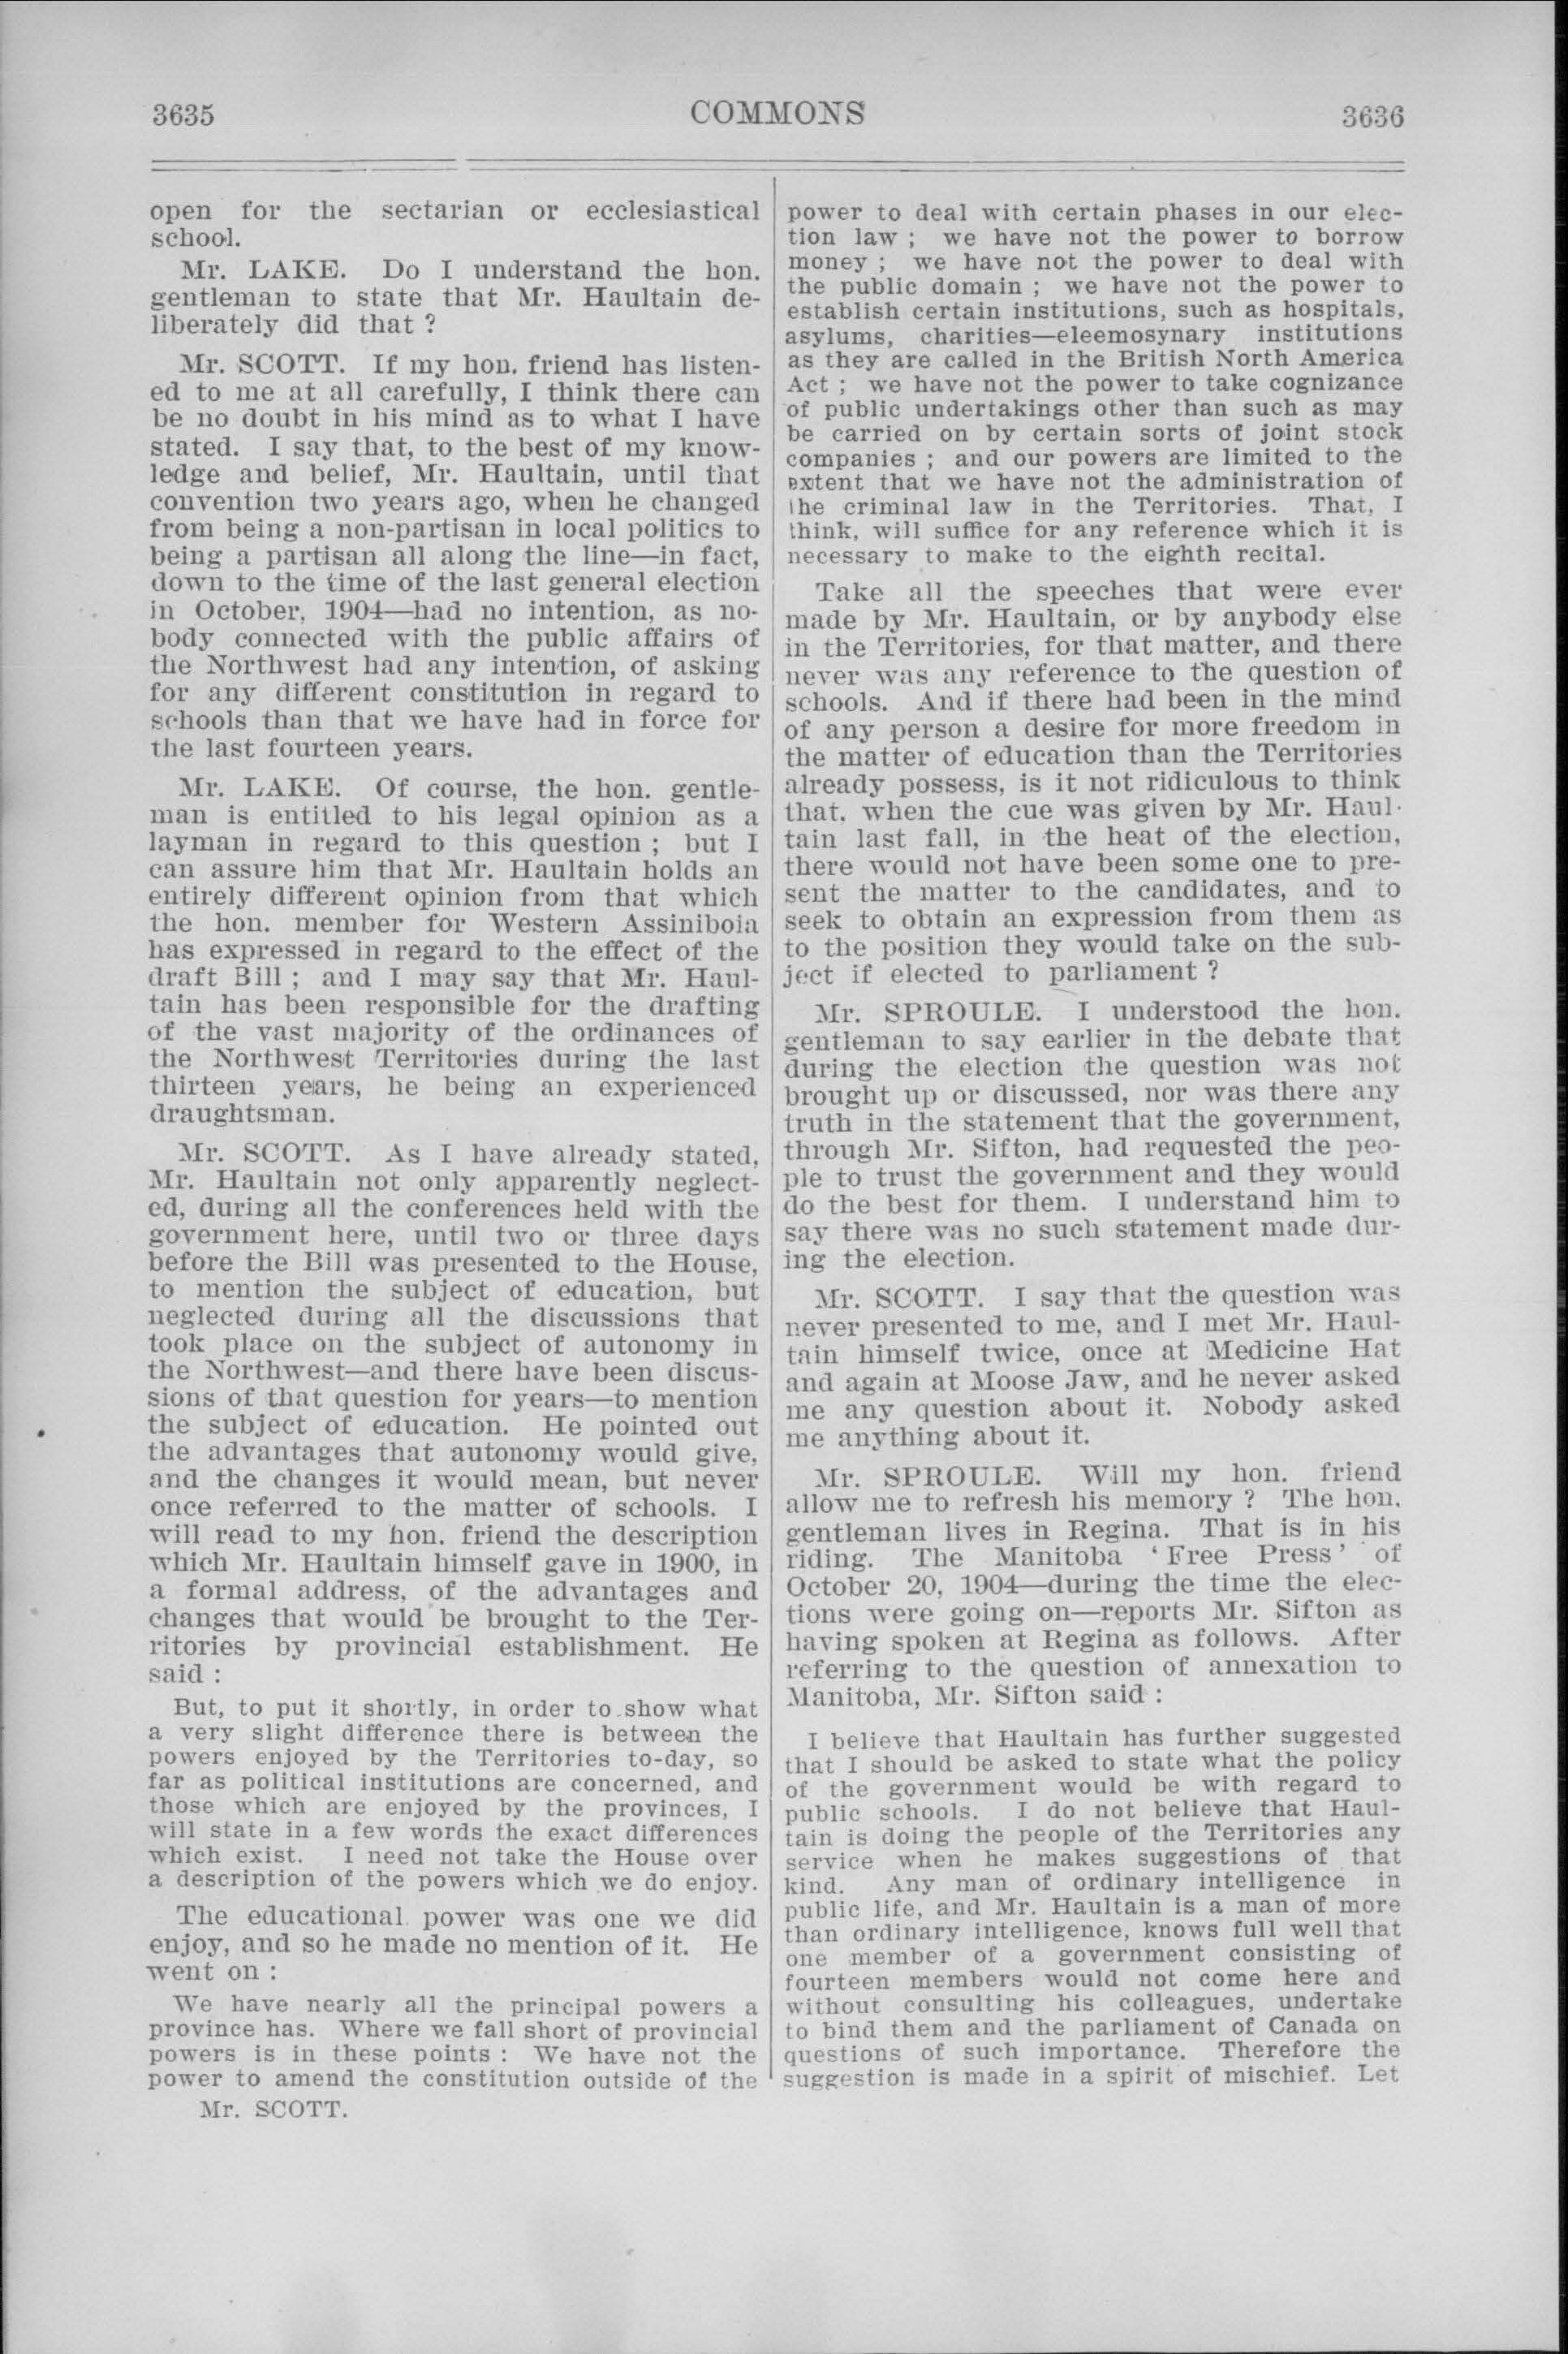 3635
COMMONS
3636
open for the sectarian or ecclesiastical
school.
Mr. LAKE. Do I understand the hon.
gentleman to state that Mr. Haultain de-
liberately did that ?
Mr. SCOTT. If my hon. friend has listen-
ed to me at all carefully, I think there can
be no doubt in his mind as to what I have
stated. I say that, to the best of my know-
ledge and belief, Mr. Haultain, until that
convention two years ago, when he changed
from being a non-partisan in local politics to
being a partisan all along the line—in fact,
down to the time of the last general election
in October, 1904—had no intention, as no-
body connected with the public affairs of
the Northwest had any intention, of asking
for any different constitution in regard to
schools than that we have had in force for
the last fourteen years.
Mr. LAKE. Of course, the hon. gentle-
man is entitled to his legal opinion as a
layman in regard to this question ; but I
can assure him that Mr. Haultain holds an
entirely different opinion from that which
the hon. member for Western Assiniboia
has expressed in regard to the effect of the
draft Bill ; and I may say that Mr. Haul-
tain has been responsible for the drafting
of the vast majority of the ordinances of
the Northwest Territories during the last
thirteen years, he being an experienced
draughtsman.
Mr. SCOTT. As I have already stated,
Mr. Haultain not only apparently neglect-
ed, during all the conferences held with the
government here, until two or three days
before the Bill was presented to the House,
to mention the subject of education, but
neglected during all the discussions that
took place on the subject of autonomy in
the Northwest—and there have been discus-
sions of that question for years—to mention
the subject of education. He pointed out
the advantages that autonomy would give,
and the changes it would mean, but never
once referred to the matter of schools. I
will read to my hon. friend the description
which Mr. Haultain himself gave in 1900, in
a formal address, of the advantages and
changes that would be brought to the Ter-
ritories by provincial establishment. He
said :
But, to put it shortly, in order to show what
a very slight difference there is between the
powers enjoyed by the Territories to-day, so
far as political institutions are concerned, and
those which are enjoyed by the provinces, I
will state in a few words the exact differences
which exist. I need not take the House over
a description of the powers which we do enjoy.
The educational power was one we did
enjoy, and so he made no mention of it. He
went on :
We have nearly all the principal powers a
province has. Where we fall short of provincial
powers is in these points : We have not the
power to amend the constitution outside of the
Mr. SCOTT.
power to deal with certain phases in our elec-
tion law ; we have not the power to borrow
money ; we have not the power to deal with
the public domain ; we have not the power to
establish certain institutions, such as hospitals,
asylums, charities—eleemosynary institutions
as they are called in the British North America
Act ; we have not the power to take cognizance
of public undertakings other than such as may
be carried on by certain sorts of joint stock
companies ; and our powers are limited to the
extent that we have not the administration of
the criminal law in the Territories. That, I
think, will suffice for any reference which it is
necessary to make to the eighth recital.
Take all the speeches that were ever
made by Mr. Haultain, or by anybody else
in the Territories, for that matter, and there
never was any reference to the question of
schools. And if there had been in the mind
of any person a desire for more freedom in
the matter of education than the Territories
already possess, is it not ridiculous to think
that, when the cue was given by Mr. Haul-
tain last fall, in the heat of the election,
there would not have been some one to pre-
sent the matter to the candidates, and to
seek to obtain an expression from them as
to the position they would take on the sub-
ject if elected to parliament ?
Mr. SPROULE. I understood the hon.
gentleman to say earlier in the debate that
during the election the question was not
brought up or discussed, nor was there any
truth in the statement that the government,
through Mr. Sifton, had requested the peo-
ple to trust the government and they would
do the best for them. I understand him to
say there was no such statement made dur-
ing the election.
Mr. SCOTT. I say that the question was
never presented to me, and I met Mr. Haul-
tain himself twice, once at Medicine Hat
and again at Moose Jaw, and he never asked
me any question about it. Nobody asked
me anything about it.
Mr. SPROULE. Will my hon. friend
allow me to refresh his memory ? The hon.
gentleman lives in Regina. That is in his
riding. The Manitoba ‘ Free Press ’ of
October 20, 1904—during the time the elec-
tions were going on—reports Mr. Sifton as
having spoken at Regina as follows. After
referring to the question of annexation to
Manitoba, Mr. Sifton said :
I believe that Haultain has further suggested
that I should be asked to state what the policy
of the government would be with regard to
public schools. I do not believe that Haul-
tain is doing the people of the Territories any
service when he makes suggestions of that
kind. Any man of ordinary intelligence in
public life, and Mr. Haultain is a man of more
than ordinary intelligence, knows full well that
one member of a government consisting of
fourteen members would not come here and
without consulting his colleagues, undertake
to bind them and the parliament of Canada on
questions of such importance. Therefore the
suggestion is made in a spirit of mischief. Let